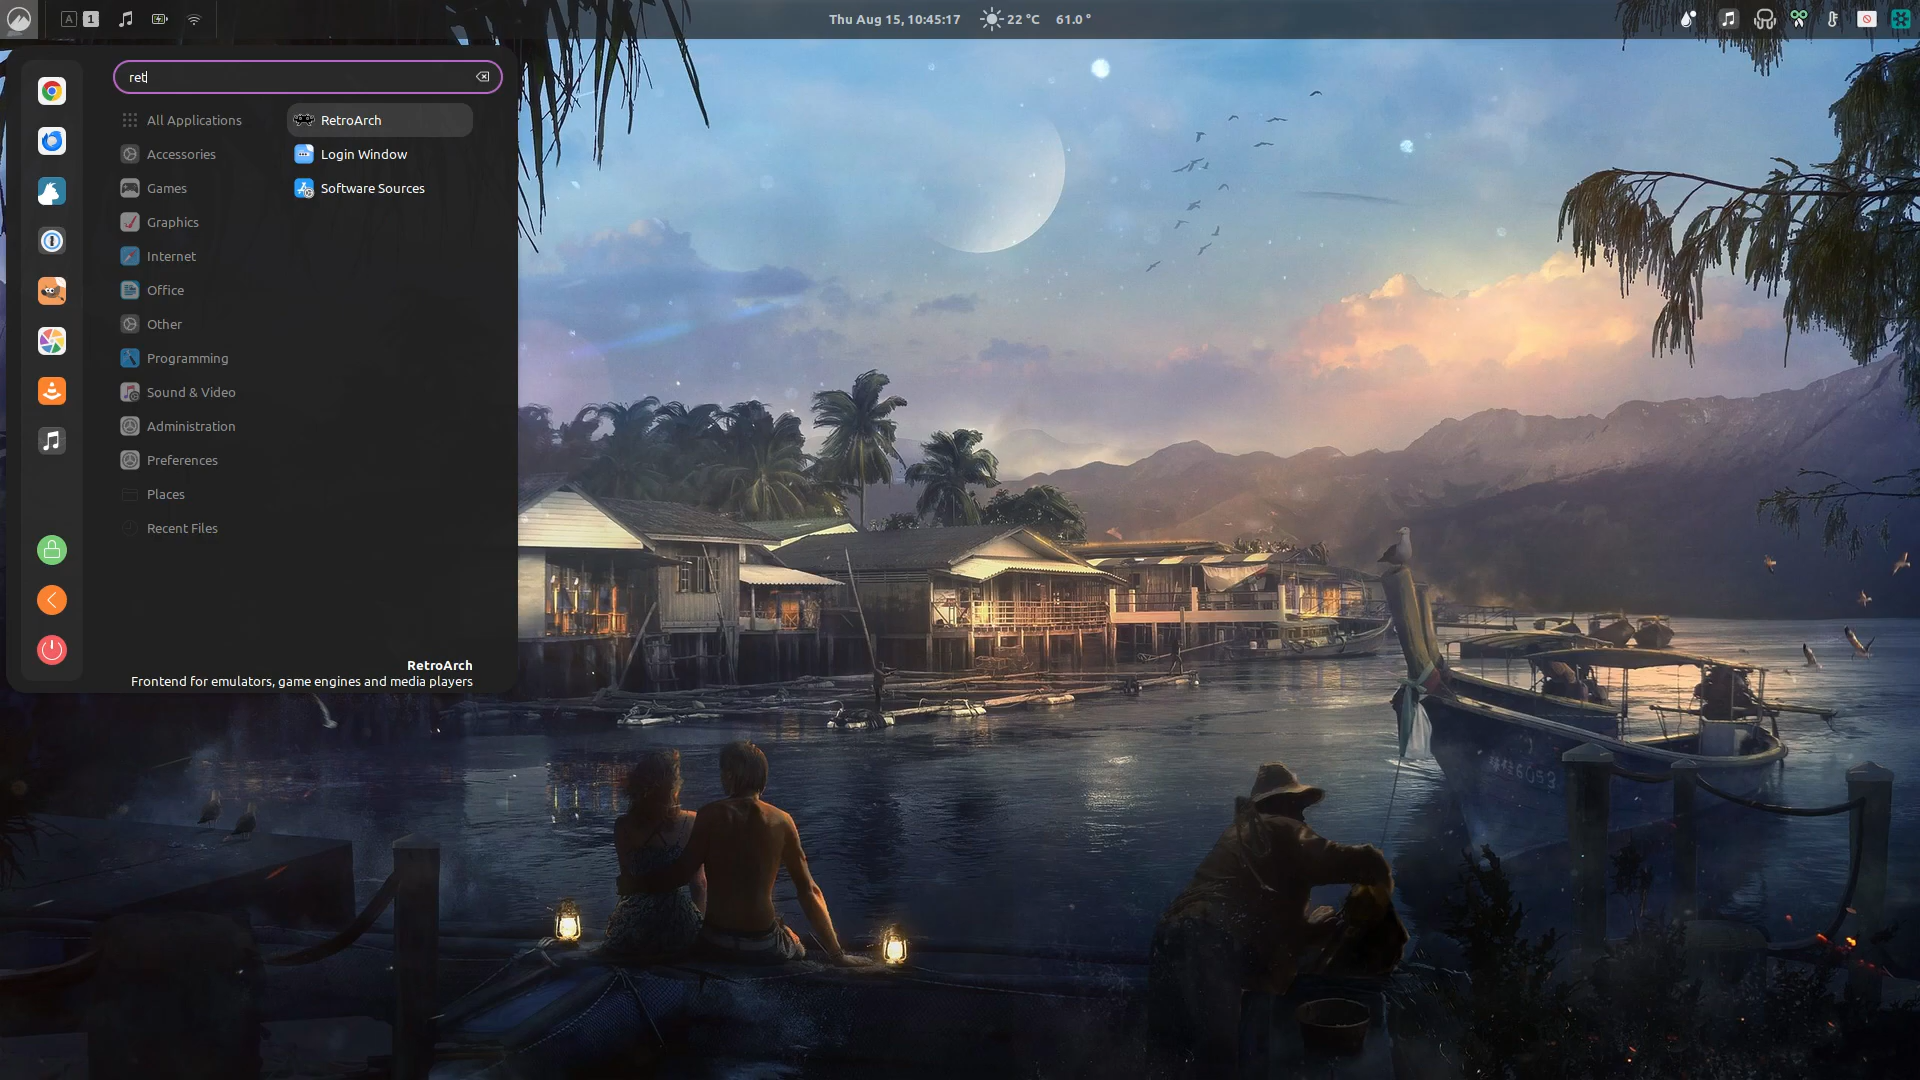 A 1
Thu Aug 15, 10:45:17 22 °C 61.0 °
ret
All Applications
Accessories
Games
Graphics
Internet
Office
Other
Programming
Sound & Video
Administration
Preferences
Places
Recent Files
RetroArch
Login Window
Software Sources
RetroArch
Frontend for emulators, game engines and media players
6053